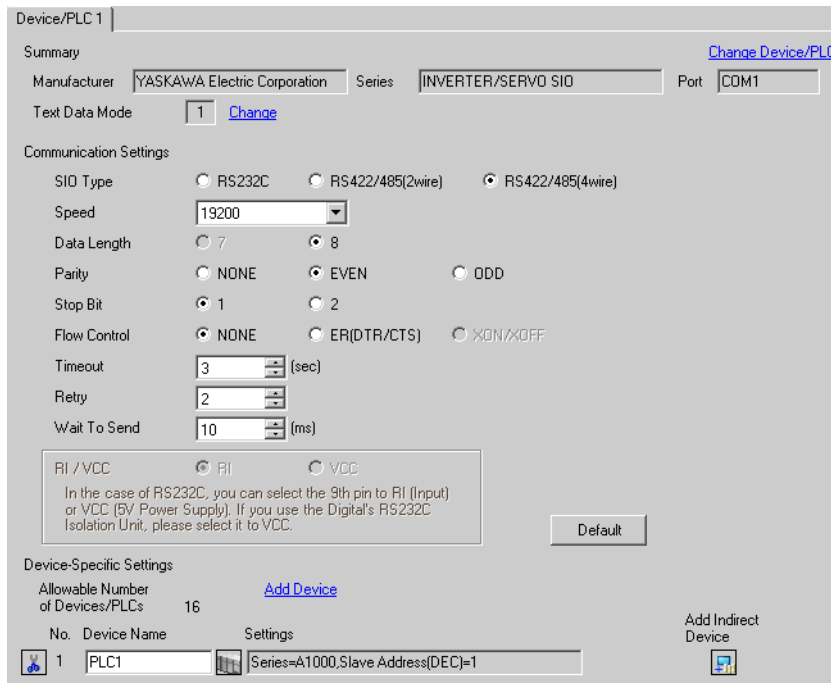 Device/PLC 1
Summary
Change Device/PLC
Manufacturer YASKAWA Electric Corporation Series INVERTER/SERVO SIO Port COM1
Text Data Mode 1 Change
Communication Settings
SIO Type RS232C RS422/485(2wire) RS422/485(4wire)
Speed 19200
Data Length 7 8
Parity NONE EVEN ODD
Stop Bit 1 2
Flow Control NONE ER(DTR/CTS) XON/XOFF
Timeout 3 (sec)
Retry 2
Wait To Send 10 (ms)
RI / VCC RI VCC
In the case of RS232C, you can select the 9th pin to RI (Input)
or VCC (5V Power Supply). If you use the Digital's RS232C
Isolation Unit, please select it to VCC.
Default
Device-Specific Settings
Allowable Number Add Device
of Devices/PLCs 16
Add Indirect
Device
No. Device Name Settings
1 PLC1 Series=A1000,Slave Address(DEC)=1